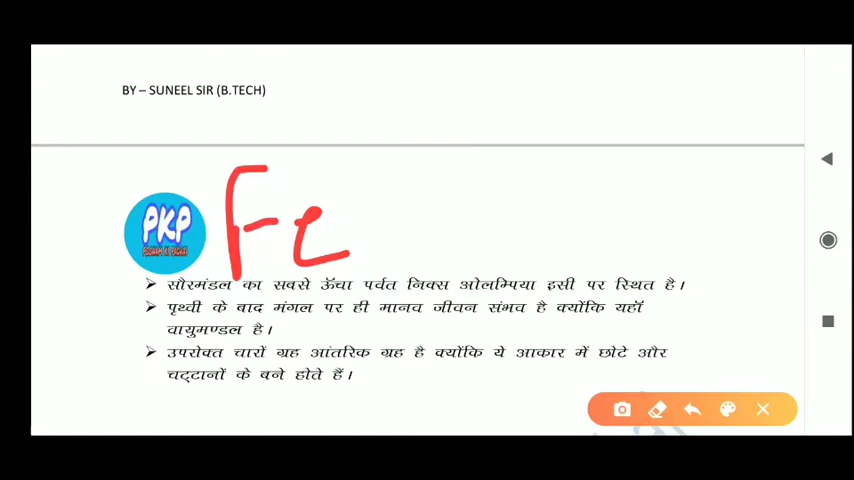 BY – SUNEEL SIR (B.TECH)
Fe
PKP
➢ सौरमंडल का सबसे ऊँचा पर्वत निक्स ओलम्पिया इसी पर स्थित है।
➢ पृथ्वी के बाद मंगल पर ही मानव जीवन संभव है क्योंकि यहाँ
वायुमण्डल है।
➢ उपरोक्त चारों ग्रह आंतरिक ग्रह है क्योंकि ये आकार में छोटे और
चट्टानों के बने होते हैं।